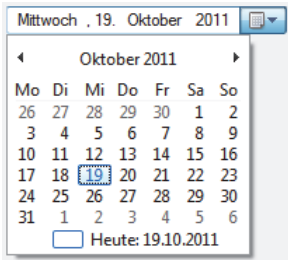 Mittwoch , 19. Oktober 2011
Oktober 2011
Mo Di Mi Do Fr Sa So
26 27 28 29 30 1 2
3 4 5 6 7 8 9
10 11 12 13 14 15 16
17 18 19 20 21 22 23
24 25 26 27 28 29 30
31 1 2 3 4 5 6
Heute: 19.10.2011